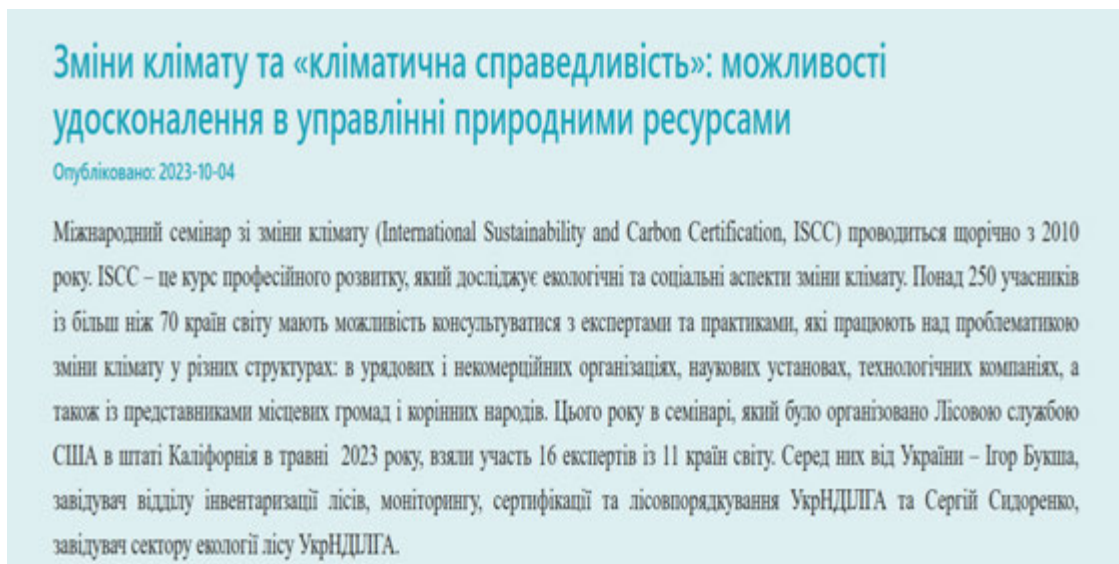 Зміни клімату та «кліматична справедливість»: можливості
удосконалення в управлінні природними ресурсами
Опубліковано: 2023-10-04
Міжнародний семінар зі зміни клімату (International Sustainability and Carbon Certification, ISCC) проводиться щорічно з 2010
року. ISCC – це курс професійного розвитку, який досліджує екологічні та соціальні аспекти зміни клімату. Понад 250 учасників
із більш ніж 70 країн світу мають можливість консультуватися з експертами та практиками, які працюють над проблематикою
зміни клімату у різних структурах: в урядових і некомерційних організаціях, наукових установах, технологічних компаніях, а
також із представниками місцевих громад і корінних народів. Цього року в семінарі, який було організовано Лісовою службою
США в штаті Каліфорнія в травні 2023 року, взяли участь 16 експертів із 11 країн світу. Серед них від України – Ігор Букша,
завідувач відділу інвентаризації лісів, моніторингу, сертифікації та лісовпорядкування УкрНДІЛГА та Сергій Сидоренко,
завідувач сектору екології лісу УкрНДІЛГА.